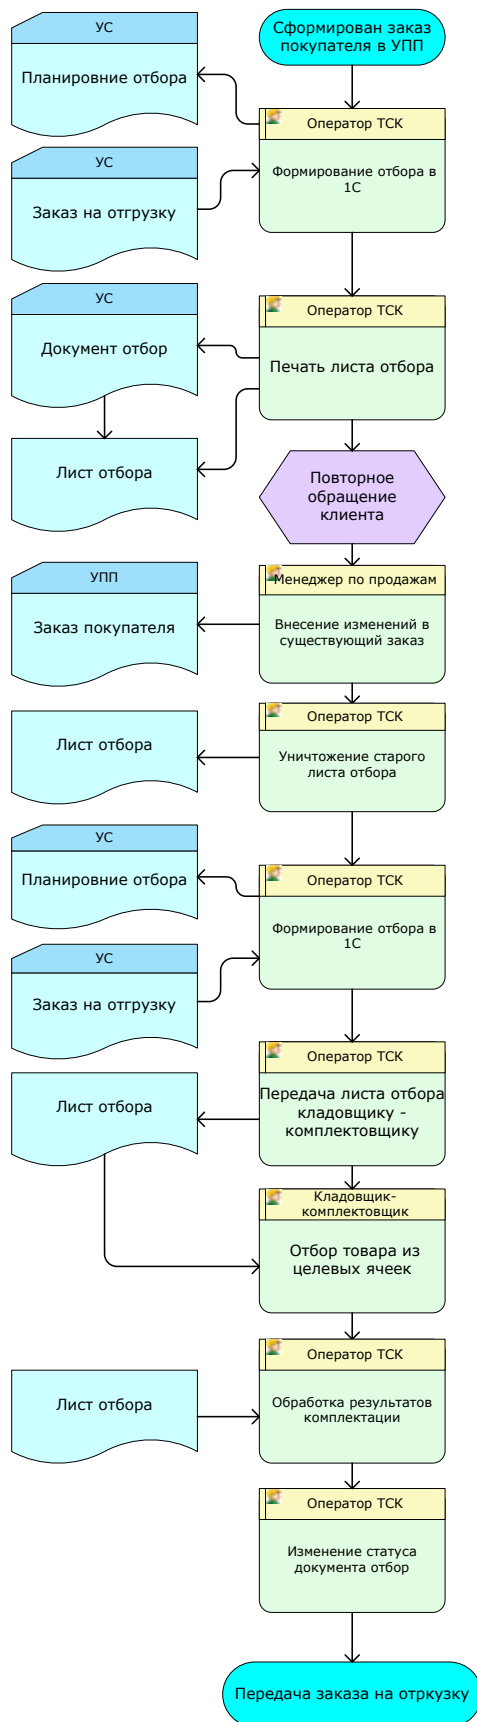 Сформирован заказ
покупателя в УПП
УС
Планировние отбора
Оператор ТСК
Формирование отбора в
1С
УС
Заказ на отгрузку
УС
Документ отбор
Оператор ТСК
Печать листа отбора
Лист отбора
Повторное
обращение
клиента
УПП
Заказ покупателя
Менеджер по продажам
Внесение изменений в
существующий заказ
Лист отбора
Оператор ТСК
Уничтожение старого
листа отбора
УС
Планировние отбора
Оператор ТСК
Формирование отбора в
1С
УС
Заказ на отгрузку
Оператор ТСК
Передача листа отбора
кладовщику -
комплектовщику
Лист отбора
Кладовщик-
комплектовщик
Отбор товара из
целевых ячеек
Оператор ТСК
Обработка результатов
комплектации
Лист отбора
Оператор ТСК
Изменение статуса
документа отбор
Передача заказа на отркузку